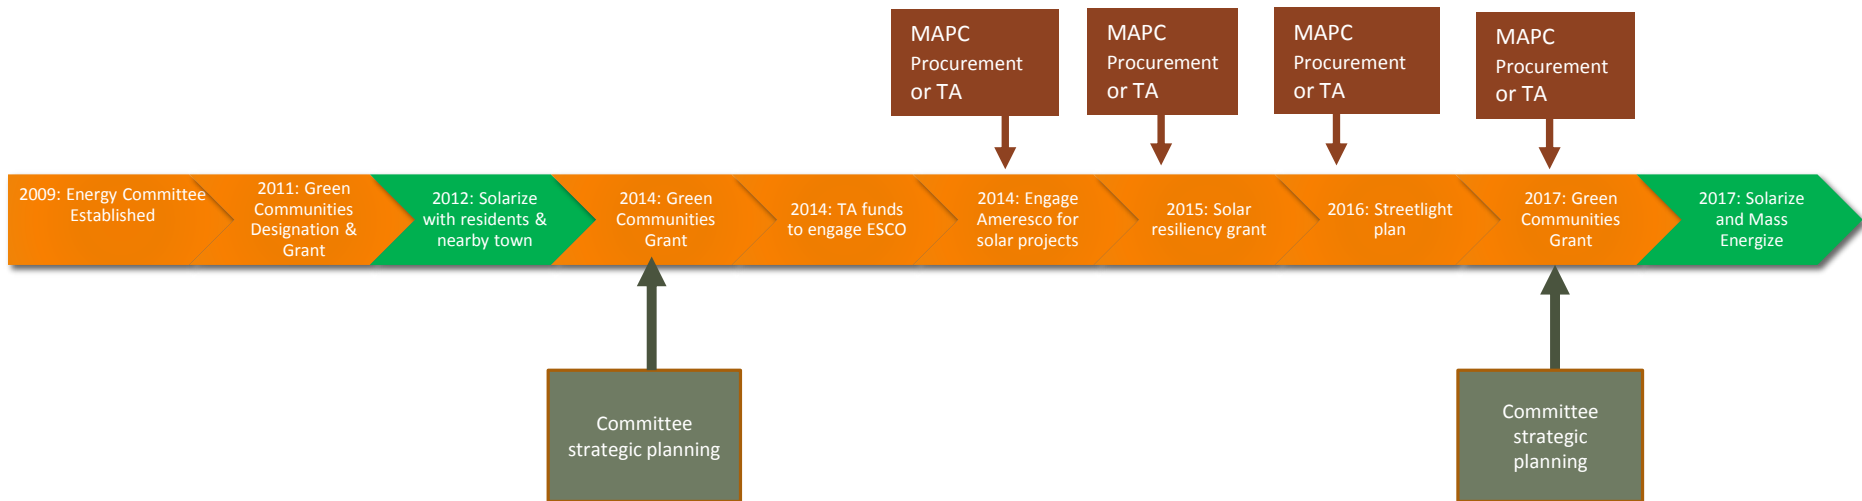 MAPC
Procurement
or TA
MAPC
Procurement
or TA
MAPC
Procurement
or TA
MAPC
Procurement
or TA
2009: Energy Committee
Established
2011: Green
Communities
Designation &
Grant
2012: Solarize
with residents &
nearby town
2014: Green
Communities
Grant
2014: TA funds
to engage ESCO
2014: Engage
Ameresco for
solar projects
2015: Solar
resiliency grant
2016: Streetlight
plan
2017: Green
Communities
Grant
2017: Solarize
and Mass
Energize
Committee
strategic planning
Committee
strategic
planning